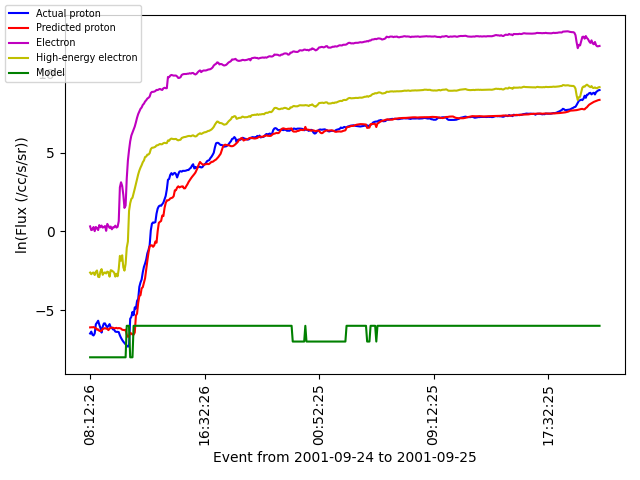 Actual proton
Predicted proton
Electron
High-energy electron
Model
5
0
−5
ln(Flux (/cc/s/sr))
08:12:26
16:32:26
00:52:25
09:12:25
17:32:25
Event from 2001-09-24 to 2001-09-25